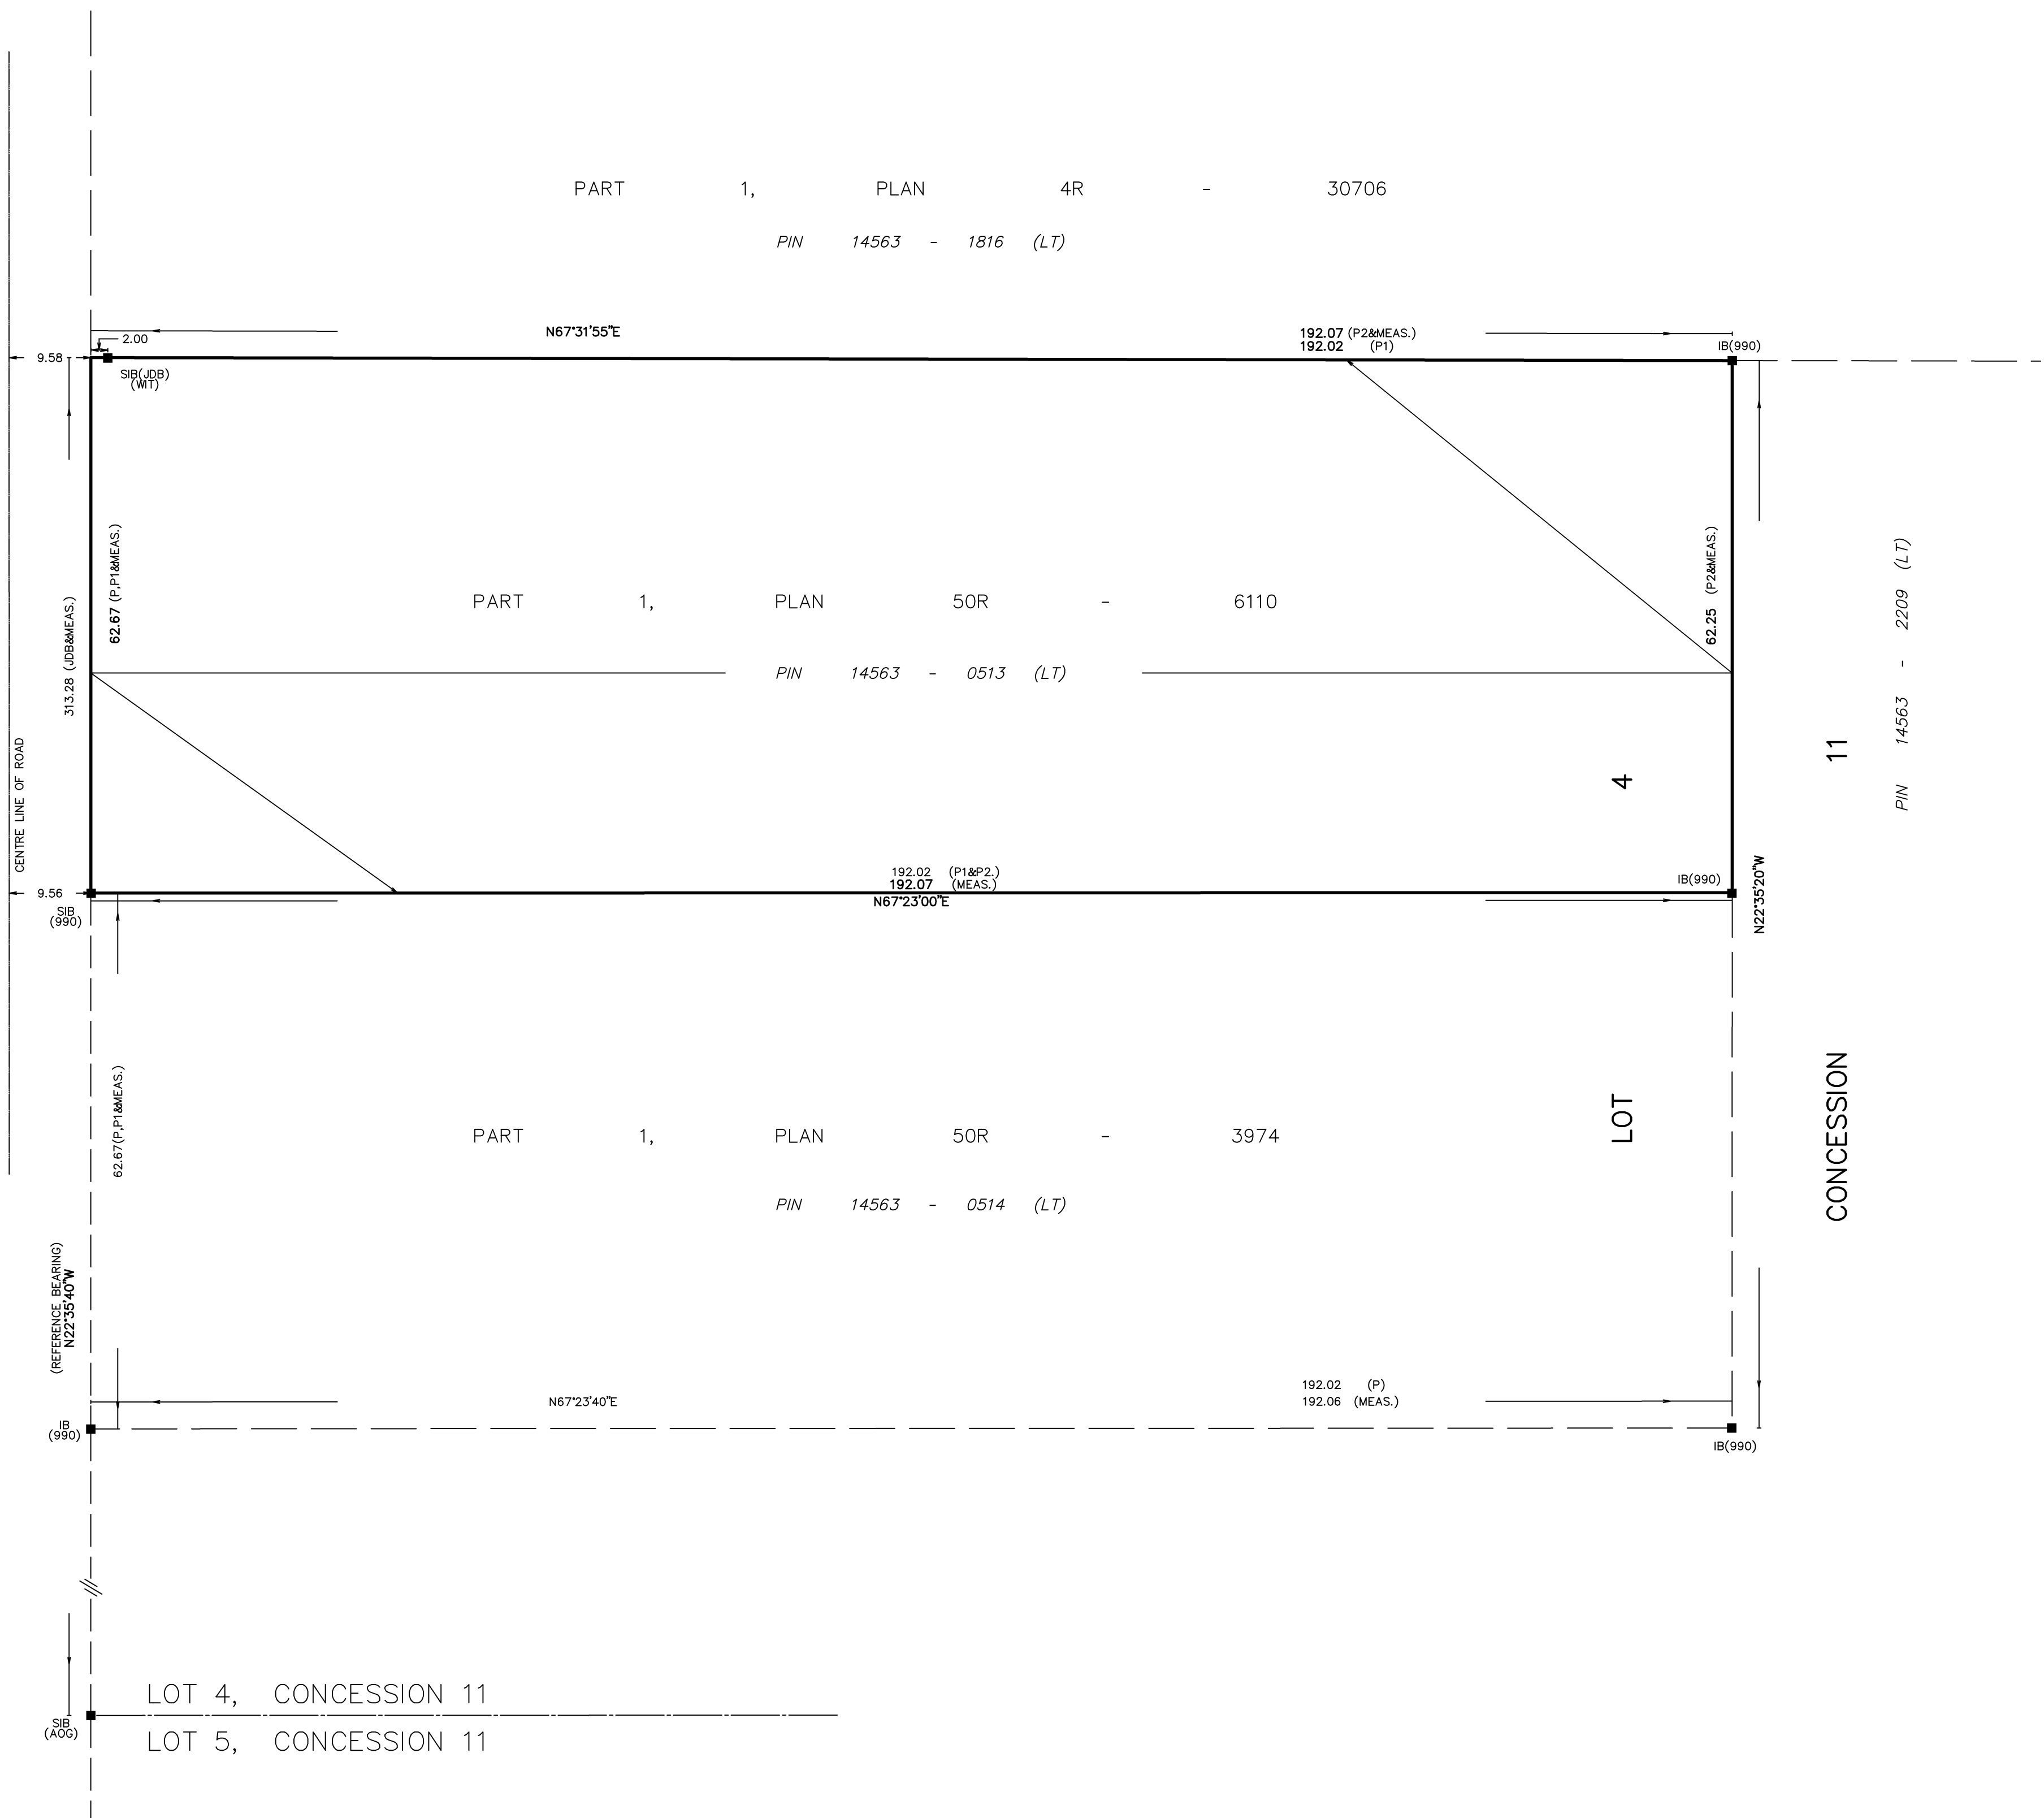 PART 1, PLAN 4R - 30706
PIN 14563 - 1816 (LT)
N67°31'55"E
192.07 (P2&MEAS.)
192.02 (P1)
2.00
9.58
SIB(JDB)
(WIT)
IB(990)
62.67 (P,P1&MEAS.)
313.28 (JDB&MEAS.)
62.25 (P2&MEAS.)
PART 1, PLAN 50R - 6110
PIN 14563 - 0513 (LT)
PIN 14563 - 2209 (LT)
CENTRE LINE OF ROAD
192.02 (P1&P2.)
192.07 (MEAS.)
N67°23'00"E
IB(990)
9.56
SIB
(990)
N22°35'20"W
LOT 4
CONCESSION 11
62.67(P,P1&MEAS.)
PART 1, PLAN 50R - 3974
PIN 14563 - 0514 (LT)
(REFERENCE BEARING)
N22°35'40"W
N67°23'40"E
192.02 (P)
192.06 (MEAS.)
IB
(990)
IB(990)
LOT 4, CONCESSION 11
SIB
(AOG)
LOT 5, CONCESSION 11